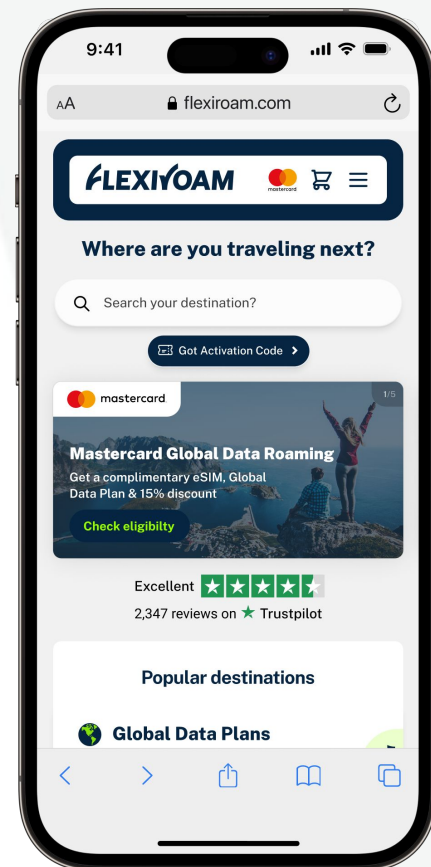 9:41
AA flexiroam.com
FLEXIROAM mastercard
Where are you traveling next?
Search your destination?
Got Activation Code
mastercard
1/5
Mastercard Global Data Roaming
Get a complimentary eSIM, Global
Data Plan & 15% discount
Check eligibilty
Excellent
2,347 reviews on Trustpilot
Popular destinations
Global Data Plans